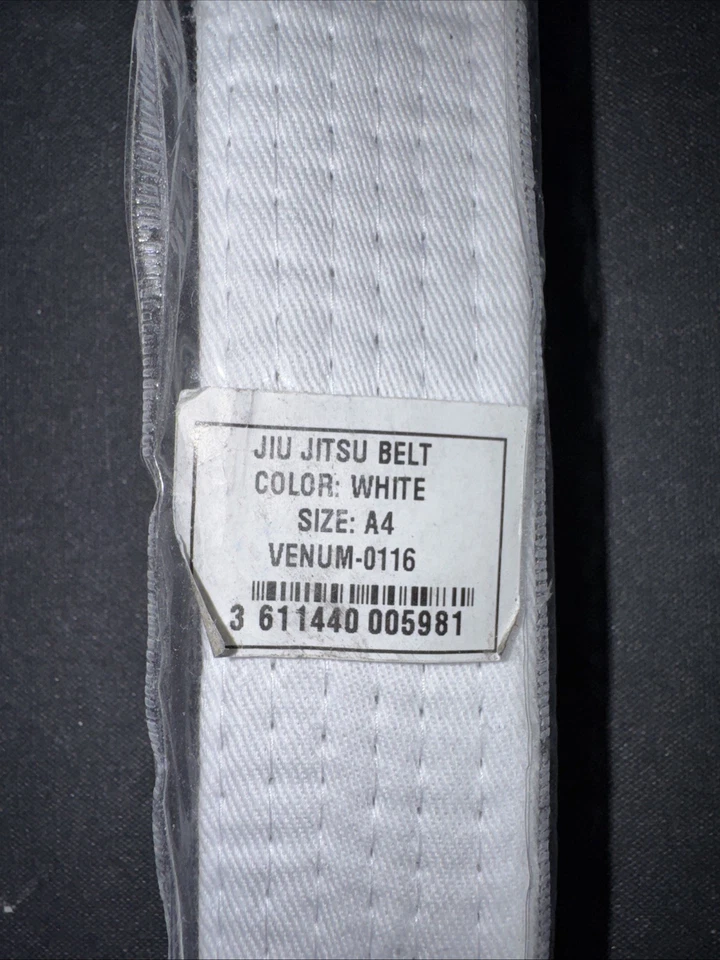 JIU JITSU BELT
COLOR: WHITE
SIZE: A4
VENUM-0116
3 611440 005981